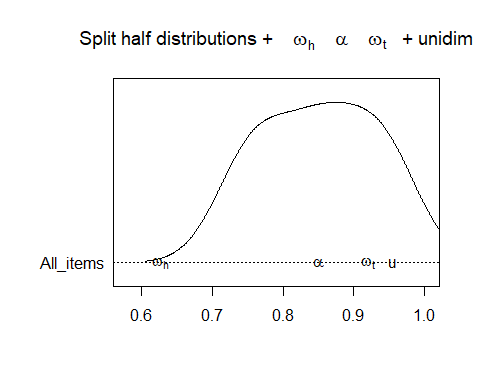 Split half distributions + ωh α ωt + unidim
All_items ωh α ωt u
0.6 0.7 0.8 0.9 1.0